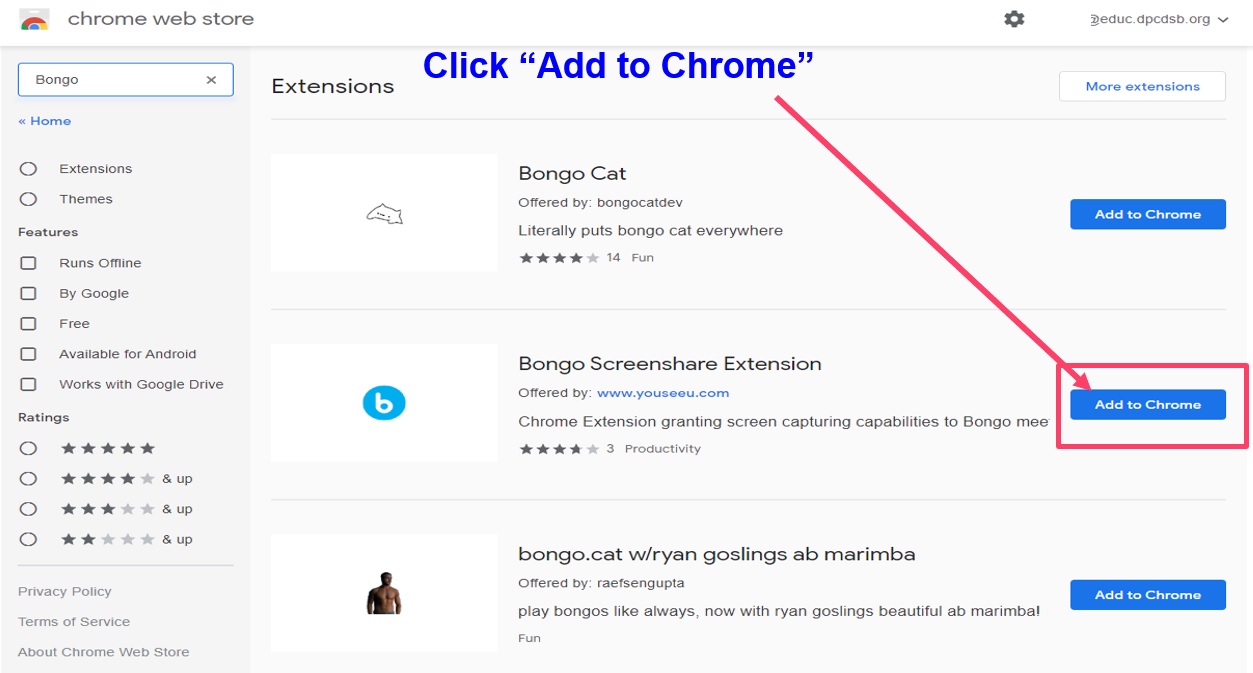 chrome web store
@educ.dpcdsb.org
Click “Add to Chrome”
Bongo
« Home
Extensions
Themes
Features
Runs Offline
By Google
Free
Available for Android
Works with Google Drive
Ratings
& up
& up
& up
Privacy Policy
Terms of Service
About Chrome Web Store
Extensions
More extensions
Bongo Cat
Offered by: bongocatdev
Literally puts bongo cat everywhere
14 Fun
Add to Chrome
Bongo Screenshare Extension
Offered by: www.youseeu.com
Chrome Extension granting screen capturing capabilities to Bongo mee
3 Productivity
Add to Chrome
bongo.cat w/ryan goslings ab marimba
Offered by: raefsengupta
play bongos like always, now with ryan goslings beautiful ab marimba!
Fun
Add to Chrome